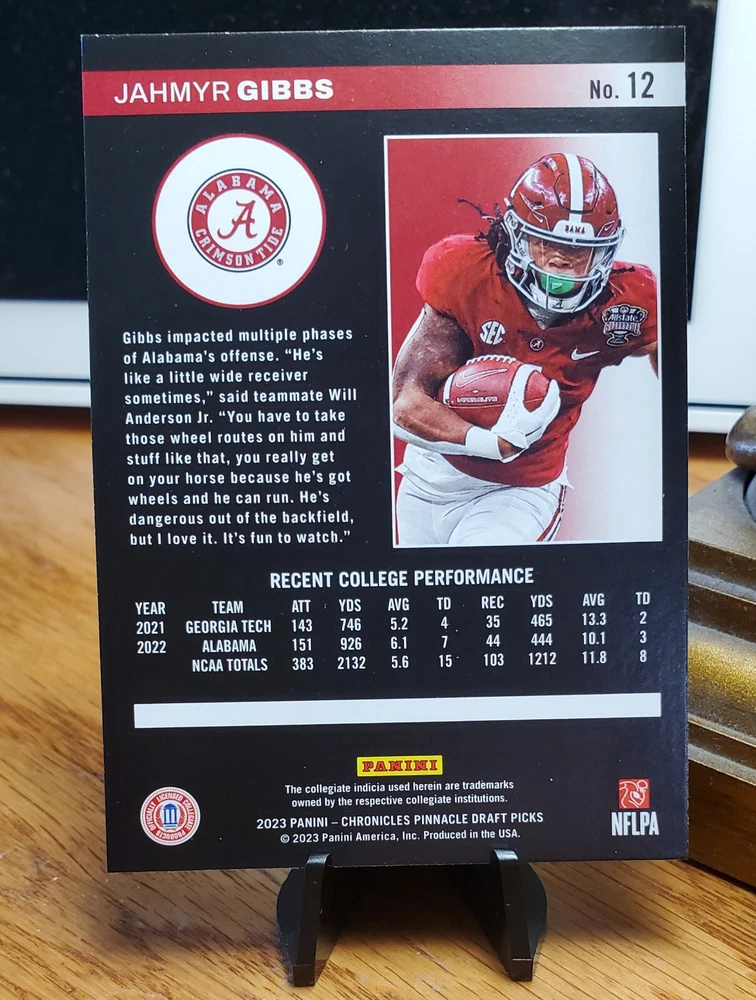 JAHMYR GIBBS No. 12
ALABAMA
A
CRIMSON TIDE
®
BAMA
SEC
A
Allstate
Gibbs impacted multiple phases
of Alabama's offense. “He's
like a little wide receiver
sometimes,” said teammate Will
Anderson Jr. “You have to take
those wheel routes on him and
stuff like that, you really get
on your horse because he's got
wheels and he can run. He's
dangerous out of the backfield,
but I love it. It's fun to watch.”
RECENT COLLEGE PERFORMANCE
YEAR TEAM ATT YDS AVG TD REC YDS AVG TD
2021 GEORGIA TECH 143 746 5.2 4 35 465 13.3 2
2022 ALABAMA 151 926 6.1 7 44 444 10.1 3
NCAA TOTALS 383 2132 5.6 15 103 1212 11.8 8
PANINI
The collegiate indicia used herein are trademarks
owned by the respective collegiate institutions.
2023 PANINI – CHRONICLES PINNACLE DRAFT PICKS
© 2023 Panini America, Inc. Produced in the USA.
OFFICIALLY LICENSED COLLEGIATE PRODUCTS
NFLPA